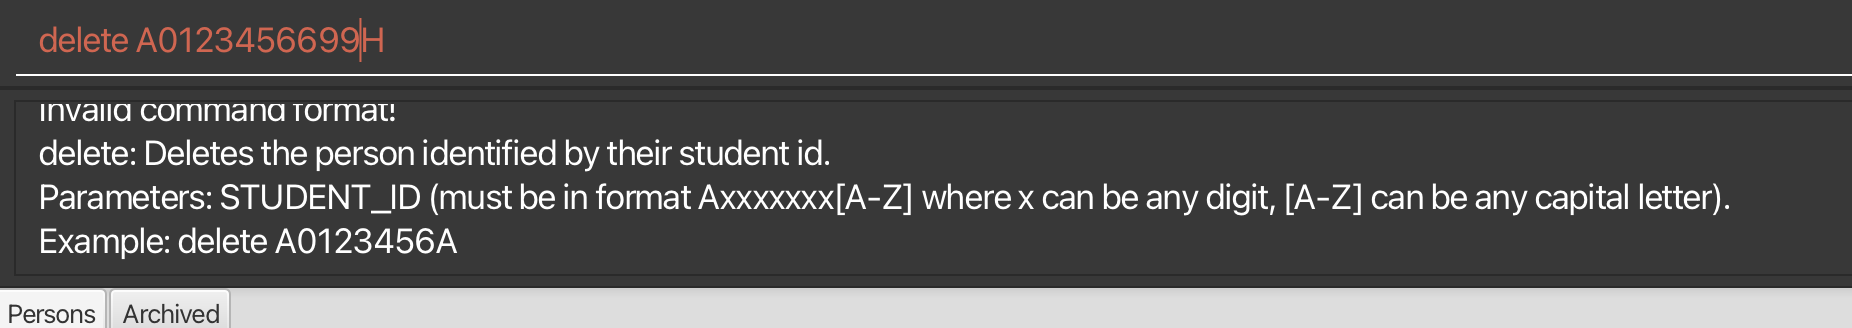 delete A0123456699H
Invalid command format!
delete: Deletes the person identified by their student id.
Parameters: STUDENT_ID (must be in format Axxxxxxx[A-Z] where x can be any digit, [A-Z] can be any capital letter).
Example: delete A0123456A
Persons Archived